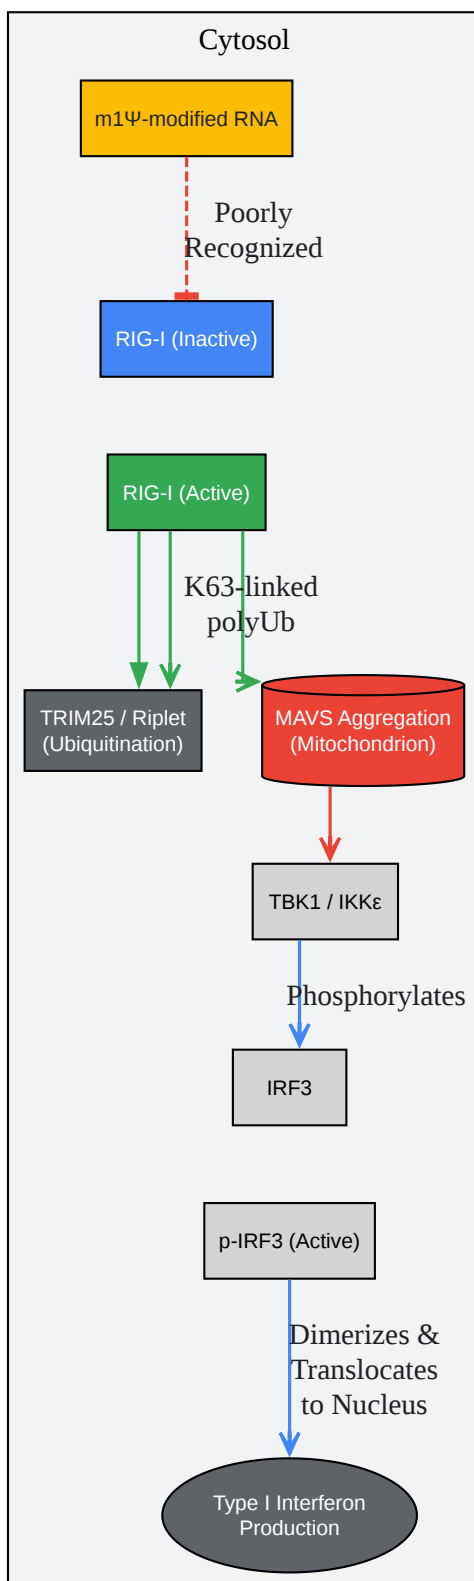 Cytosol
m1Ψ-modified RNA
Poorly
Recognized
RIG-I (Inactive)
RIG-I (Active)
K63-linked
polyUb
TRIM25 / Riplet
(Ubiquitination)
MAVS Aggregation
(Mitochondrion)
TBK1 / IKKε
Phosphorylates
IRF3
p-IRF3 (Active)
Dimerizes &
Translocates
to Nucleus
Type I Interferon
Production